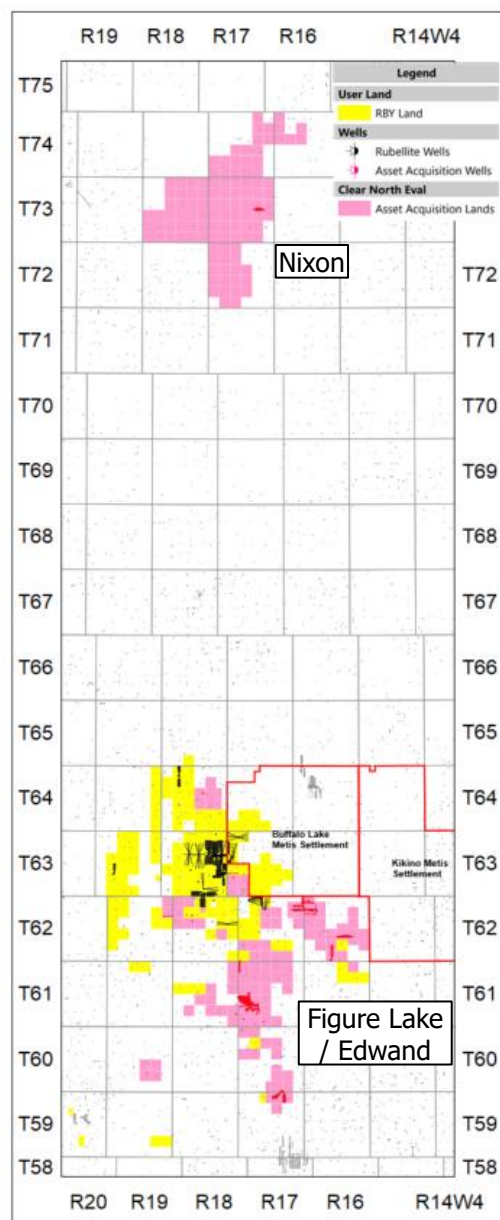 R19 R18 R17 R16 R14W4
Legend
User Land
RBY Land
Wells
Rubellite Wells
Asset Acquisition Wells
Clear North Eval
Asset Acquisition Lands
T75
T74
T73
Nixon
T72 T72
T71 T71
T70 T70
T69 T69
T68 T68
T67 T67
T66 T66
T65 T65
T64 T64
Buffalo Lake
Metis Settlement
T63 T63
Kikino Metis
Settlement
T62 T62
T61 T61
Figure Lake
/ Edwand
T60 T60
T59 T59
T58 T58
R20 R19 R18 R17 R16 R14W4